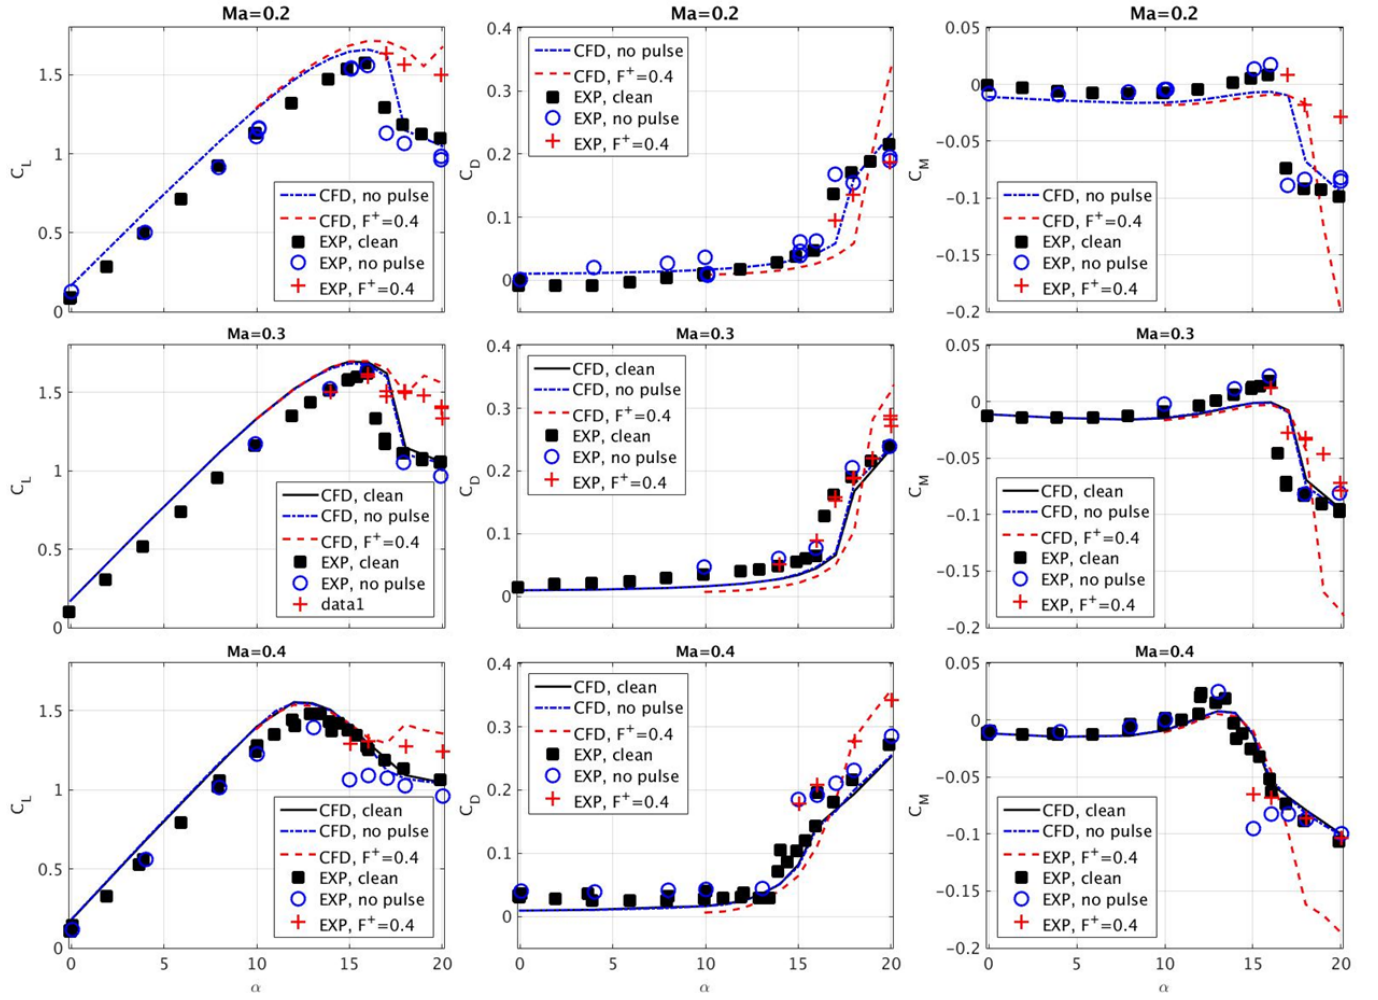 Ma=0.2
C_L
1.5
1
0.5
0
CFD, no pulse
CFD, F⁺=0.4
EXP, clean
EXP, no pulse
EXP, F⁺=0.4
Ma=0.2
C_D
0.4
0.3
0.2
0.1
0
CFD, no pulse
CFD, F⁺=0.4
EXP, clean
EXP, no pulse
EXP, F⁺=0.4
Ma=0.2
C_M
0.05
0
−0.05
−0.1
−0.15
−0.2
CFD, no pulse
CFD, F⁺=0.4
EXP, clean
EXP, no pulse
EXP, F⁺=0.4
Ma=0.3
C_L
1.5
1
0.5
0
CFD, clean
CFD, no pulse
CFD, F⁺=0.4
EXP, clean
EXP, no pulse
data1
Ma=0.3
C_D
0.4
0.3
0.2
0.1
0
CFD, clean
CFD, no pulse
CFD, F⁺=0.4
EXP, clean
EXP, no pulse
EXP, F⁺=0.4
Ma=0.3
C_M
0.05
0
−0.05
−0.1
−0.15
−0.2
CFD, clean
CFD, no pulse
CFD, F⁺=0.4
EXP, clean
EXP, no pulse
EXP, F⁺=0.4
Ma=0.4
C_L
1.5
1
0.5
0
CFD, clean
CFD, no pulse
CFD, F⁺=0.4
EXP, clean
EXP, no pulse
EXP, F⁺=0.4
0 5 10 15 20
α
Ma=0.4
C_D
0.4
0.3
0.2
0.1
0
CFD, clean
CFD, no pulse
CFD, F⁺=0.4
EXP, clean
EXP, no pulse
EXP, F⁺=0.4
0 5 10 15 20
α
Ma=0.4
C_M
0.05
0
−0.05
−0.1
−0.15
−0.2
CFD, clean
CFD, no pulse
EXP, F⁺=0.4
EXP, clean
EXP, no pulse
EXP, F⁺=0.4
0 5 10 15 20
α